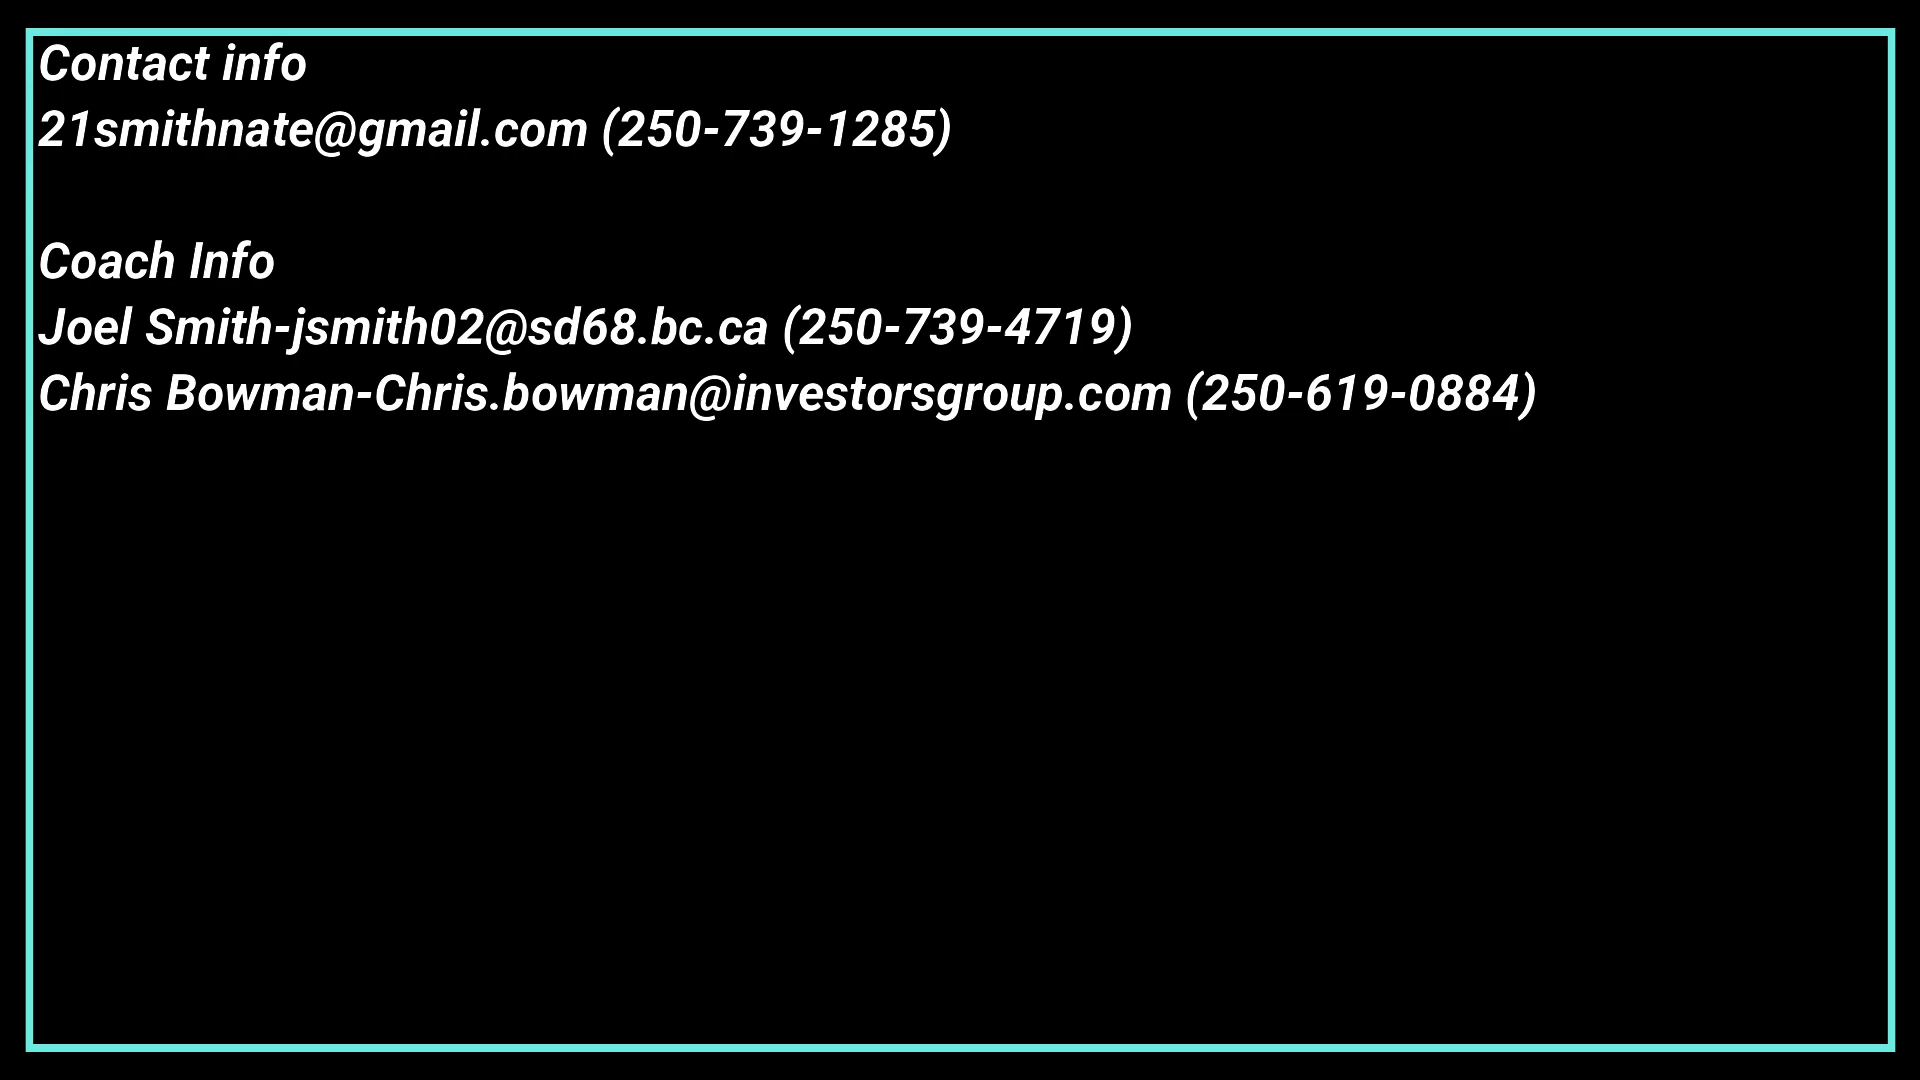 Contact info
21smithnate@gmail.com (250-739-1285)
Coach Info
Joel Smith-jsmith02@sd68.bc.ca (250-739-4719)
Chris Bowman-Chris.bowman@investorsgroup.com (250-619-0884)